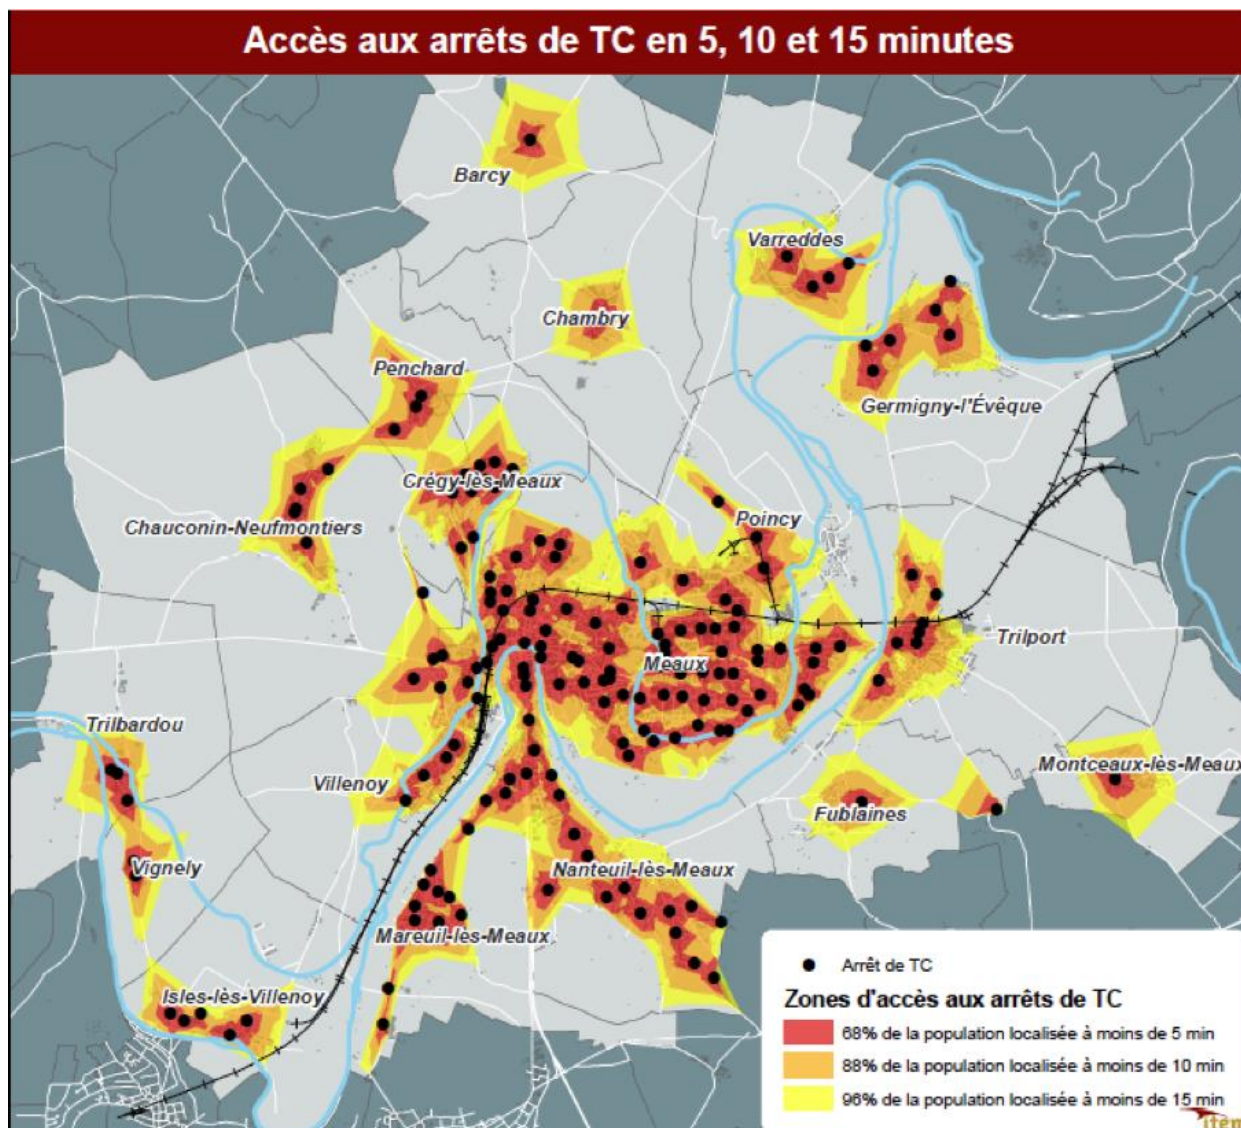 Accès aux arrêts de TC en 5, 10 et 15 minutes
Barcy
Varreddes
Chambry
Penchard
Germigny-l'Évêque
Crégy-lès-Meaux
Chauconin-Neufmontiers
Poincy
Trilport
Meaux
Trilbardou
Montceaux-lès-Meaux
Villenoy
Fublaines
Vignely
Nanteuil-lès-Meaux
Mareuil-lès-Meaux
Isles-lès-Villenoy
Arrêt de TC
Zones d'accès aux arrêts de TC
68% de la population localisée à moins de 5 min
88% de la population localisée à moins de 10 min
96% de la population localisée à moins de 15 min
item